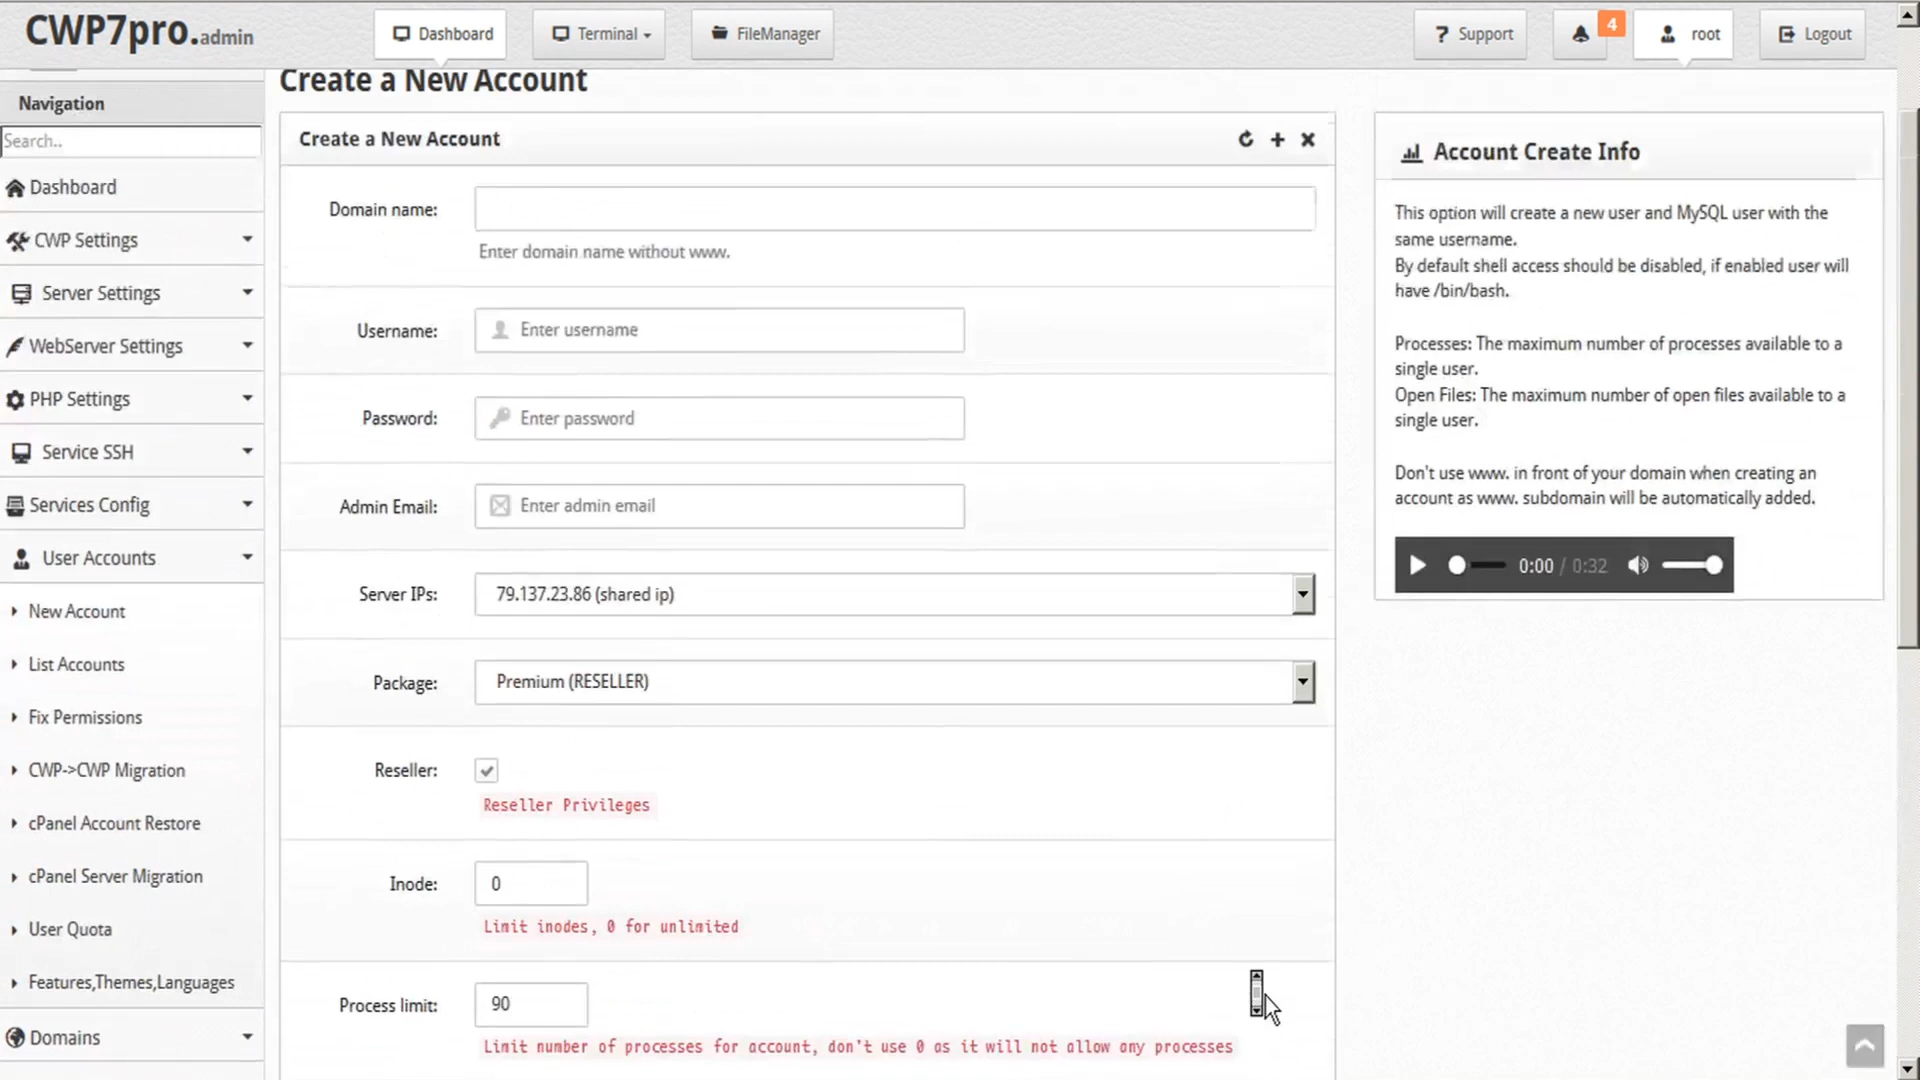 CWP7pro.admin
Dashboard
Terminal
FileManager
Support
4
root
Logout
Navigation
Search..
Dashboard
CWP Settings
Server Settings
WebServer Settings
PHP Settings
Service SSH
Services Config
User Accounts
New Account
List Accounts
Fix Permissions
CWP->CWP Migration
cPanel Account Restore
cPanel Server Migration
User Quota
Features,Themes,Languages
Domains
Create a New Account
Create a New Account
Domain name:
Enter domain name without www.
Username:
Enter username
Password:
Enter password
Admin Email:
Enter admin email
Server IPs:
79.137.23.86 (shared ip)
Package:
Premium (RESELLER)
Reseller:
Reseller Privileges
Inode:
0
Limit inodes, 0 for unlimited
Process limit:
90
Limit number of processes for account, don't use 0 as it will not allow any processes
Account Create Info
This option will create a new user and MySQL user with the
same username.
By default shell access should be disabled, if enabled user will
have /bin/bash.
Processes: The maximum number of processes available to a
single user.
Open Files: The maximum number of open files available to a
single user.
Don't use www. in front of your domain when creating an
account as www. subdomain will be automatically added.
0:00 / 0:32